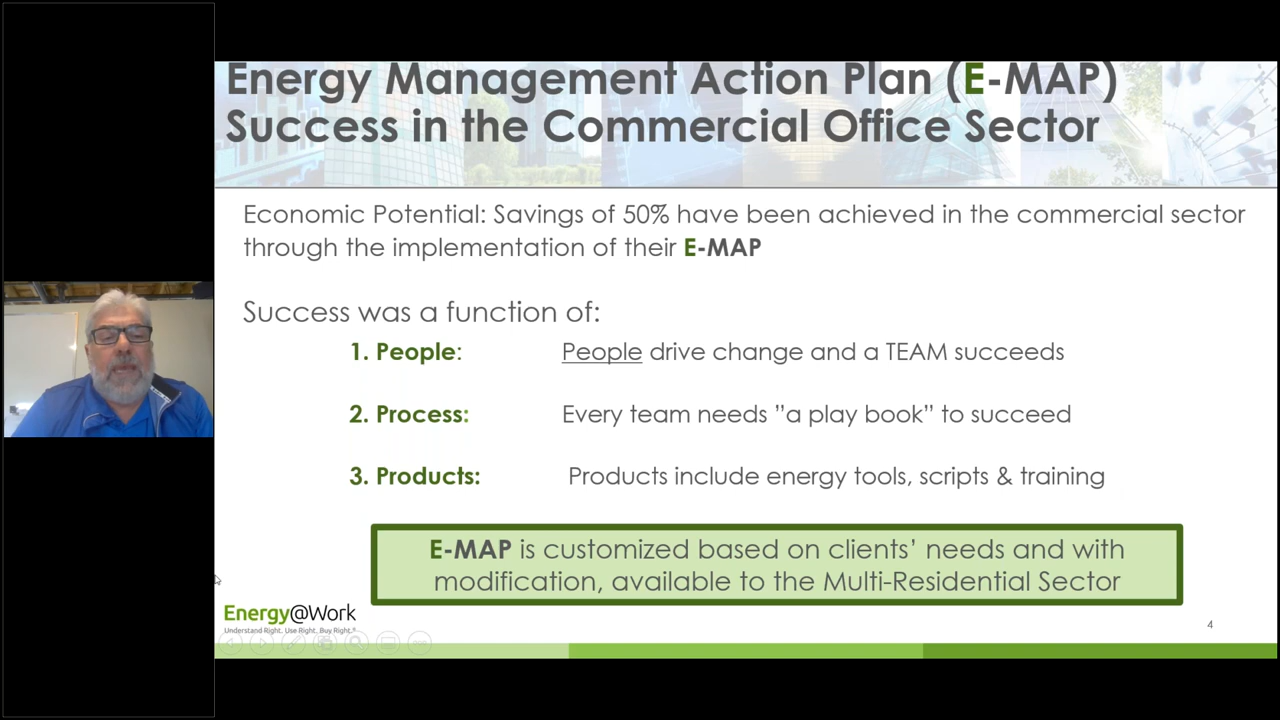 Energy Management Action Plan (E-MAP)
Success in the Commercial Office Sector
Economic Potential: Savings of 50% have been achieved in the commercial sector
through the implementation of their E-MAP
Success was a function of:
1. People: People drive change and a TEAM succeeds
2. Process: Every team needs ”a play book” to succeed
3. Products: Products include energy tools, scripts & training
E-MAP is customized based on clients’ needs and with
modification, available to the Multi-Residential Sector
Energy@Work
Understand Right. Use Right. Buy Right.®
4